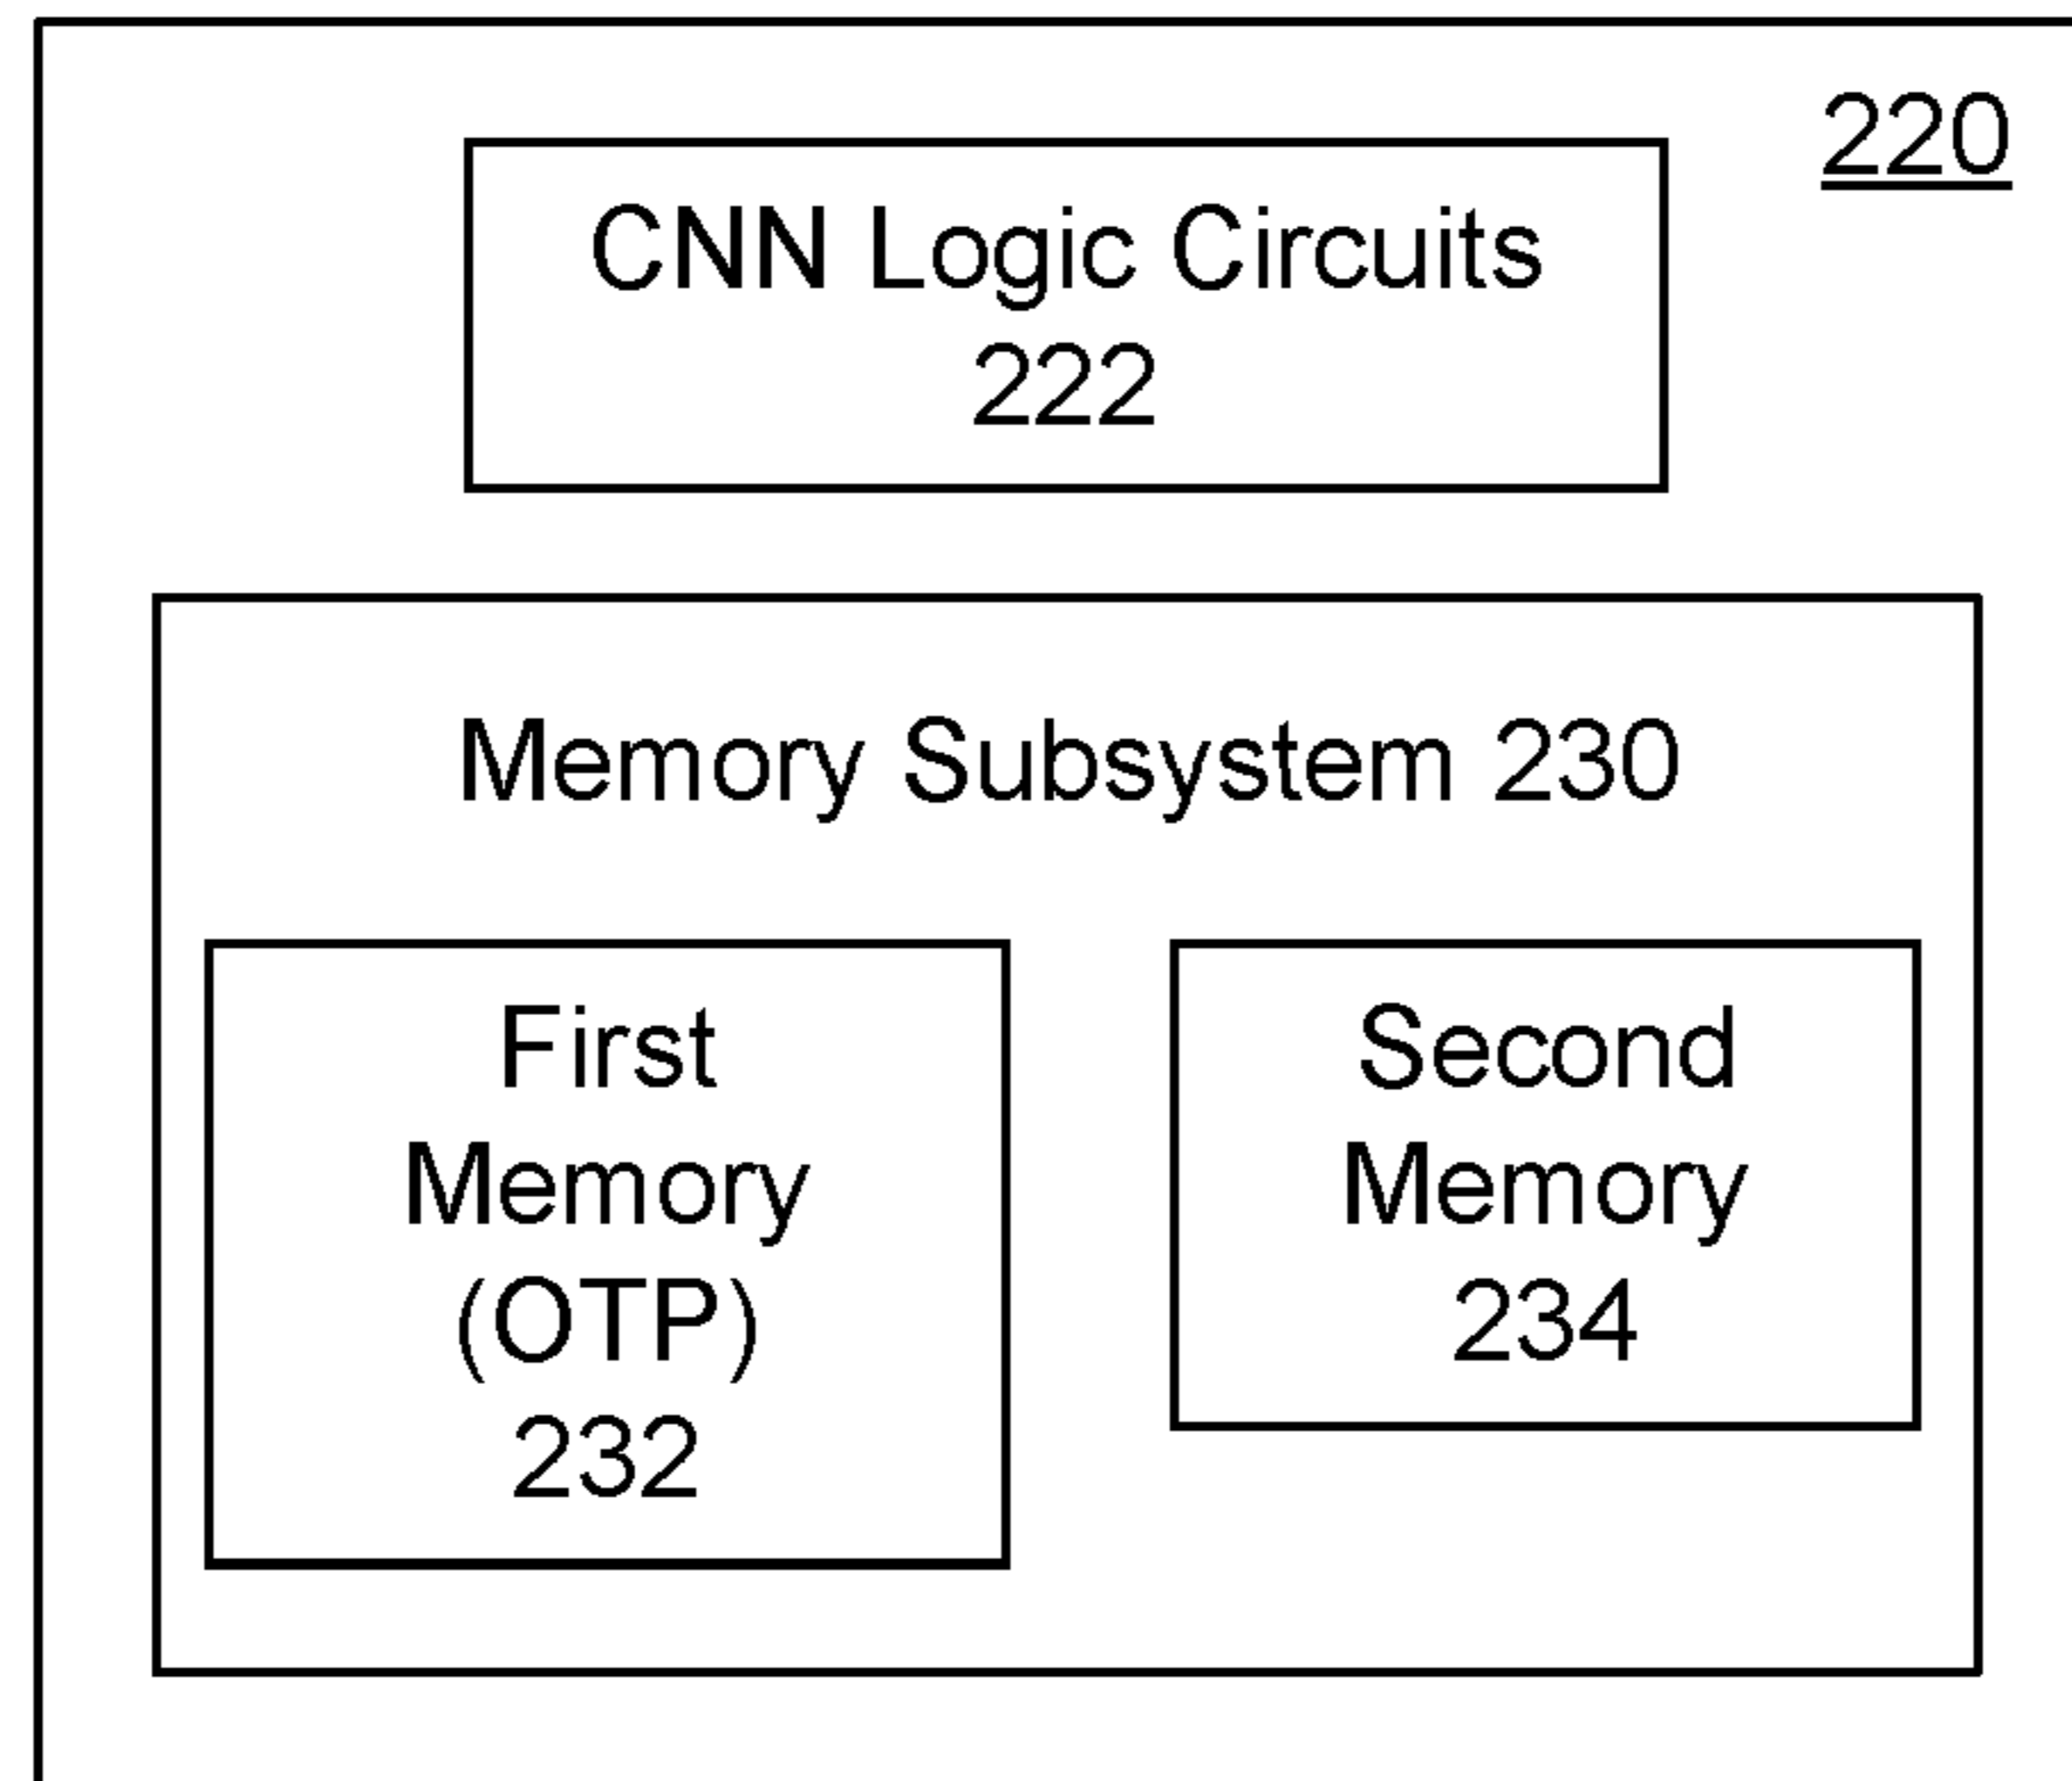 220
CNN Logic Circuits
222
Memory Subsystem 230
First
Memory
(OTP)
232
Second
Memory
234